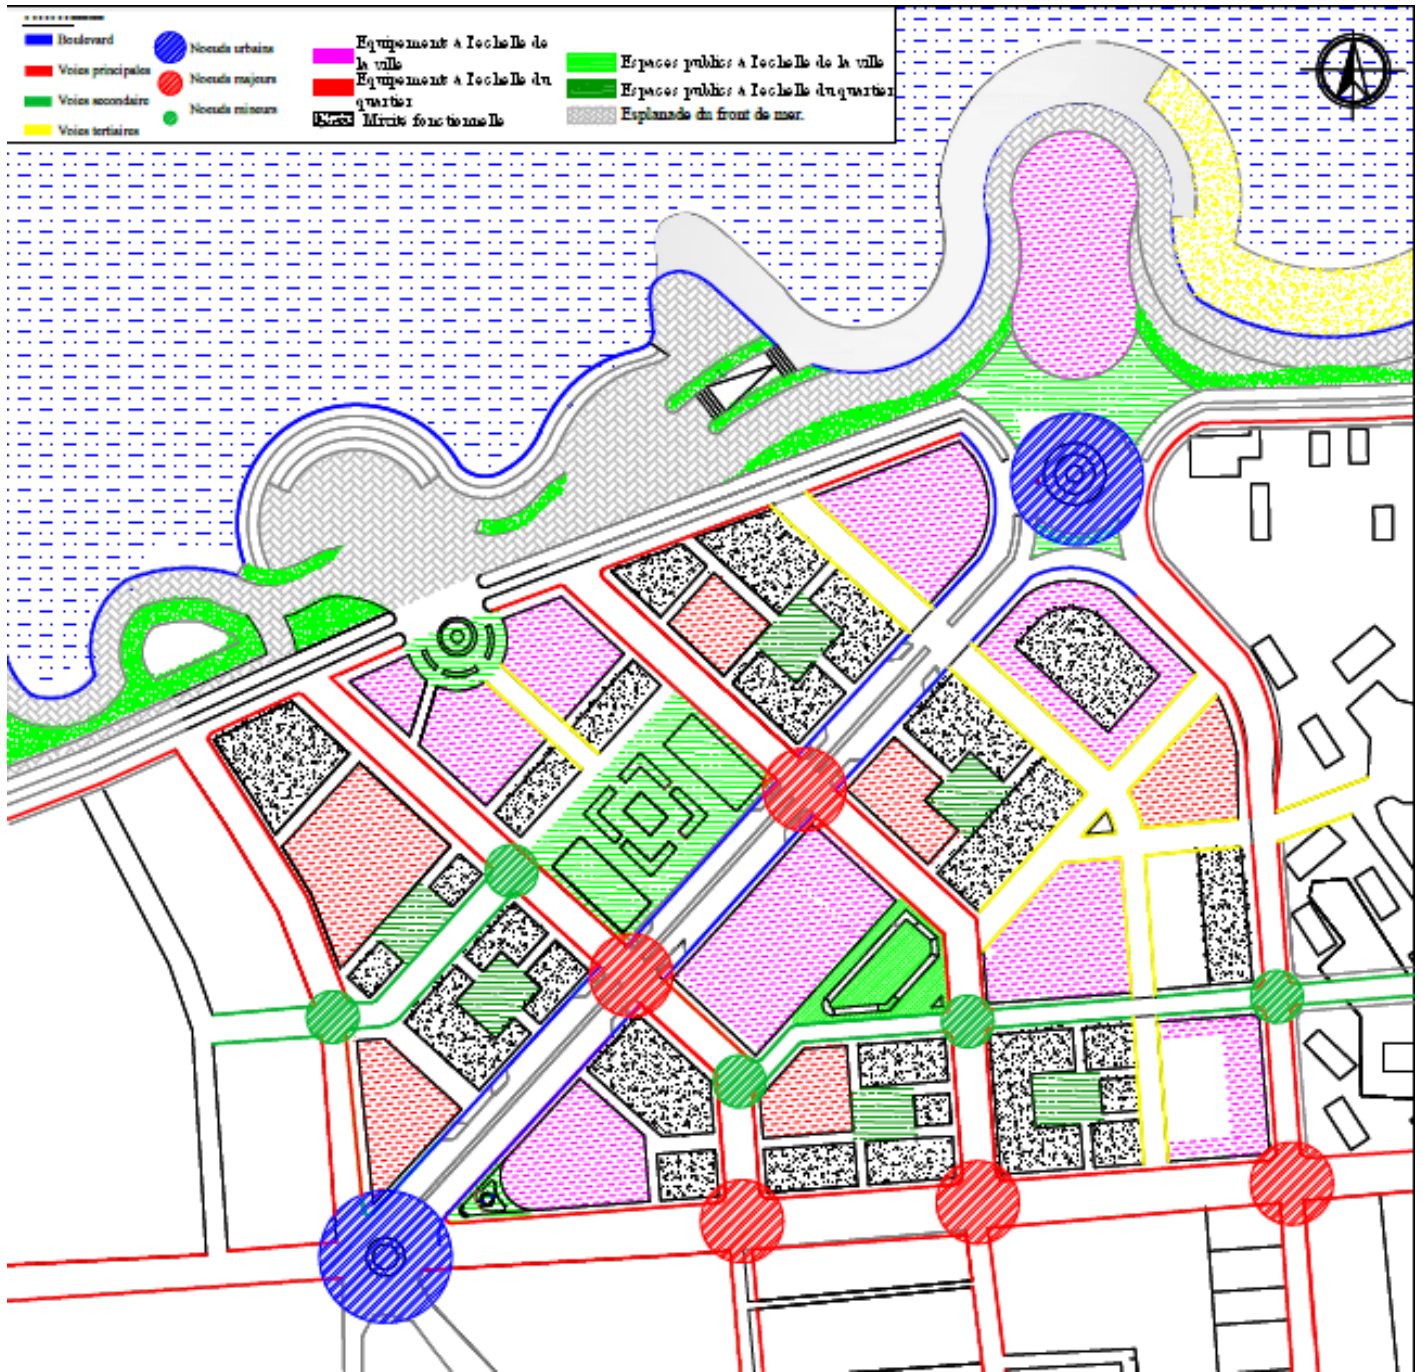 Boulevard
Voies principales
Voies secondaire
Voies tertiaires
Noeuds urbains
Noeuds majeurs
Noeuds mineurs
Equipements à l'echelle de
la ville
Equipements à l'echelle du
quartier
Mixité fonctionnelle
Espaces publics à l'echelle de la ville
Espaces publics à l'echelle du quartier
Esplanade du front de mer.